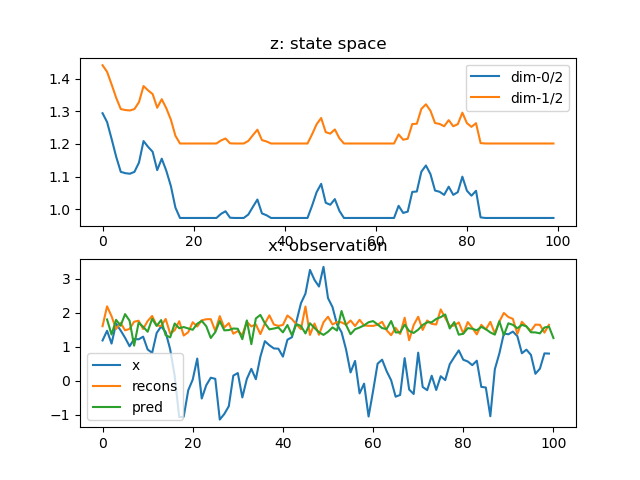 z: state space
1.4
1.3
1.2
1.1
1.0
dim-0/2
dim-1/2
0 20 40 60 80 100
x: observation
3
2
1
0
−1
x
recons
pred
0 20 40 60 80 100